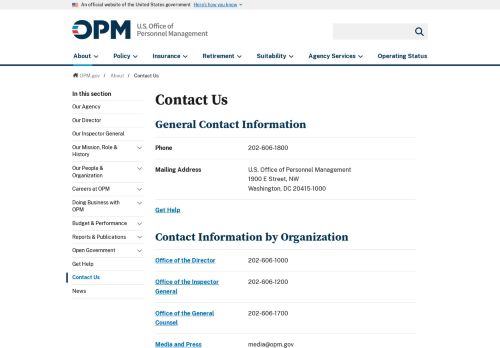 An official website of the United States government Here's how you know
OPM U.S. Office of
Personnel Management
About Policy Insurance Retirement Suitability Agency Services Operating Status
OPM.gov / About / Contact Us
In this section
Our Agency
Our Director
Our Inspector General
Our Mission, Role &
History
Our People &
Organization
Careers at OPM
Doing Business with
OPM
Budget & Performance
Reports & Publications
Open Government
Get Help
Contact Us
News
Contact Us
General Contact Information
Phone 202-606-1800
Mailing Address U.S. Office of Personnel Management
1900 E Street, NW
Washington, DC 20415-1000
Get Help
Contact Information by Organization
Office of the Director 202-606-1000
Office of the Inspector
General 202-606-1200
Office of the General
Counsel 202-606-1700
Media and Press media@opm.gov